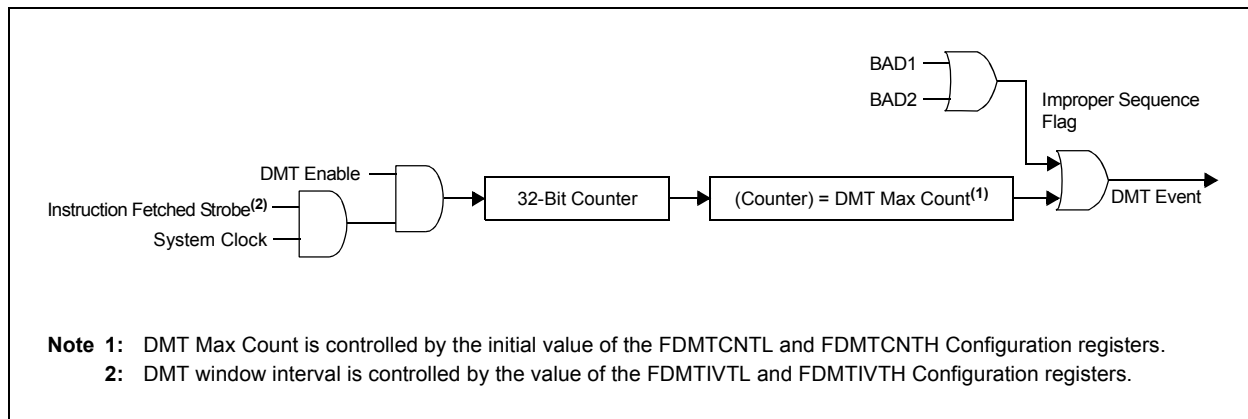 BAD1
BAD2
Improper Sequence
Flag
DMT Enable
Instruction Fetched Strobe(2)
System Clock
32-Bit Counter
(Counter) = DMT Max Count(1)
DMT Event
Note 1: DMT Max Count is controlled by the initial value of the FDMTCNTL and FDMTCNTH Configuration registers.
2: DMT window interval is controlled by the value of the FDMTIVTL and FDMTIVTH Configuration registers.